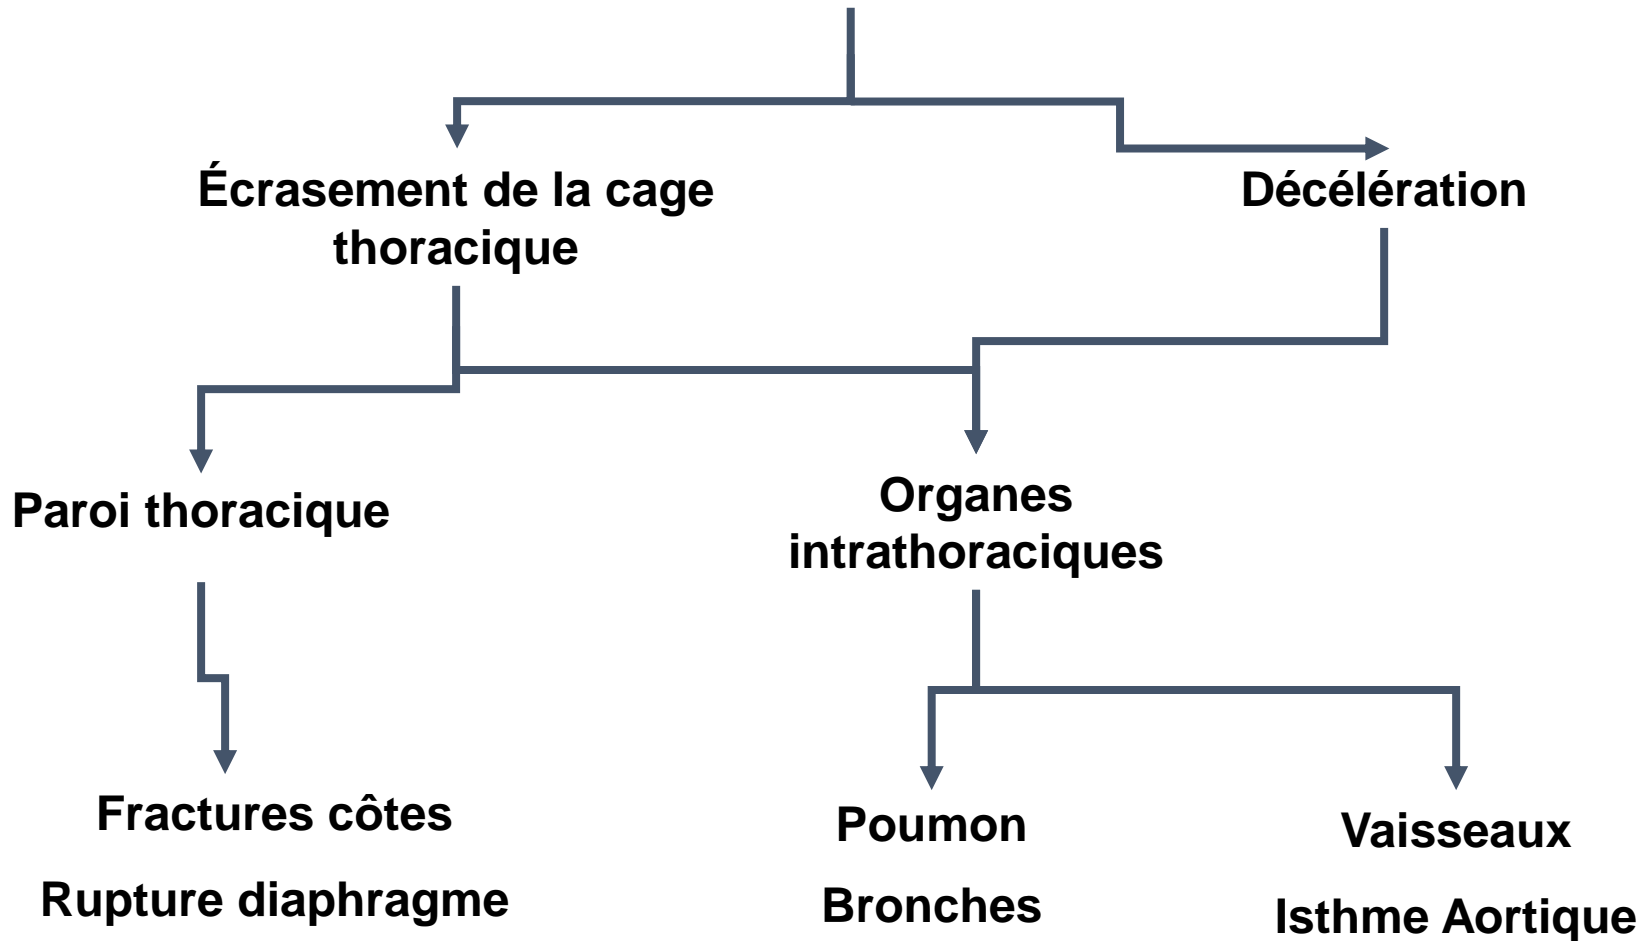 Écrasement de la cage
thoracique
Décélération
Paroi thoracique
Organes
intrathoraciques
Fractures côtes
Rupture diaphragme
Poumon
Bronches
Vaisseaux
Isthme Aortique